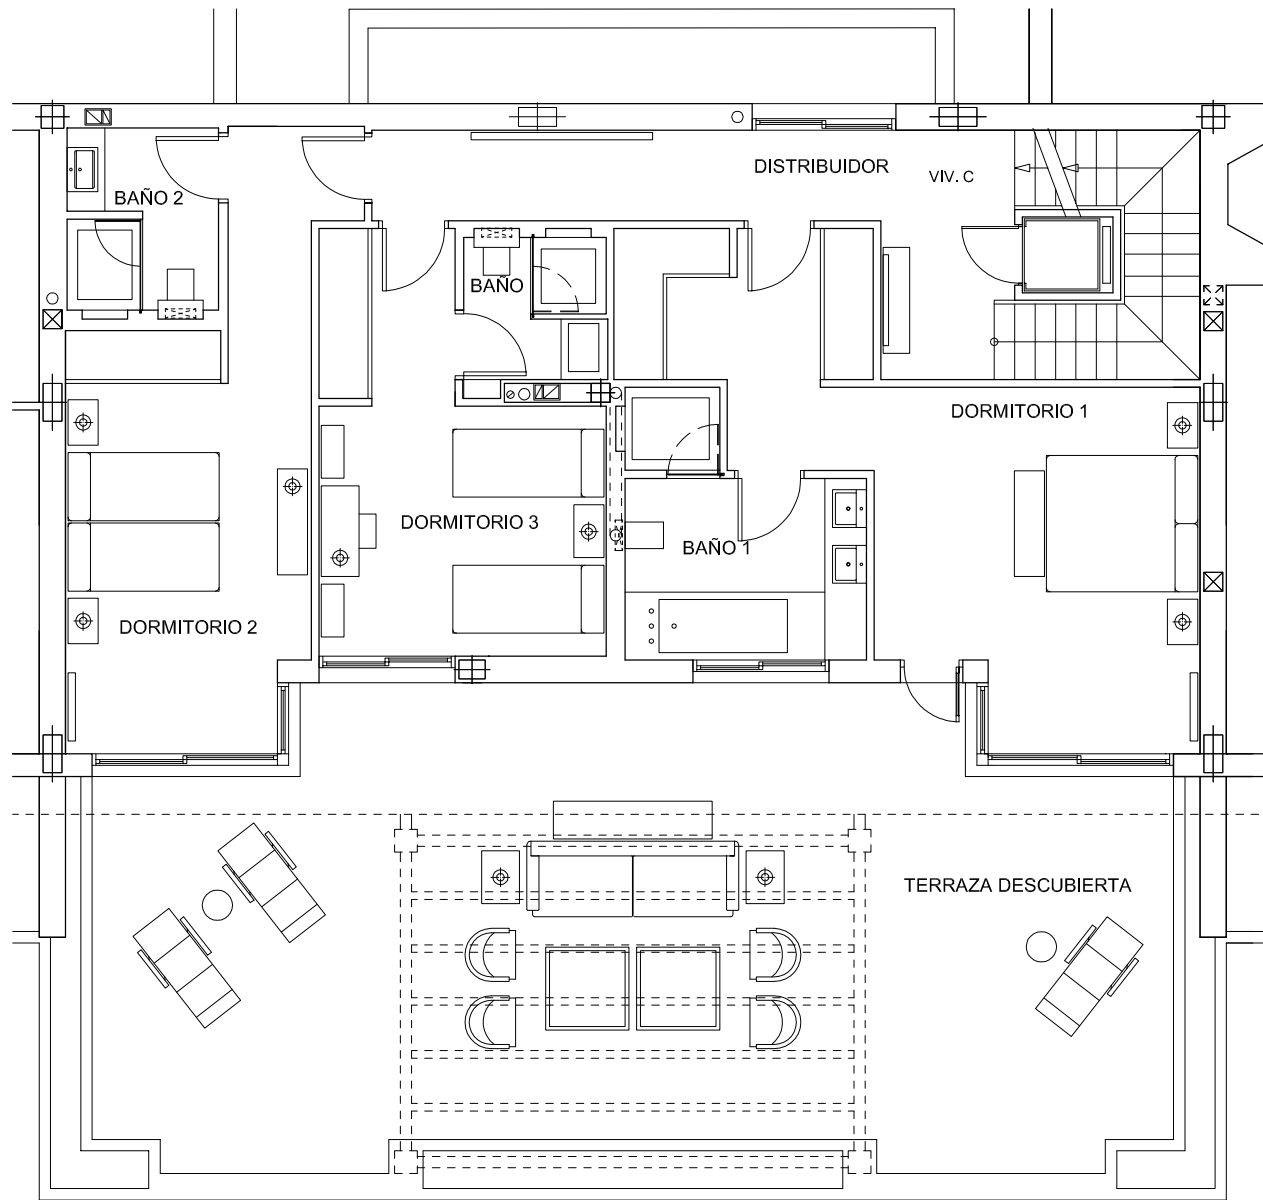 DISTRIBUIDOR
VIV. C
BAÑO 2
BAÑO
DORMITORIO 1
DORMITORIO 3
BAÑO 1
DORMITORIO 2
TERRAZA DESCUBIERTA